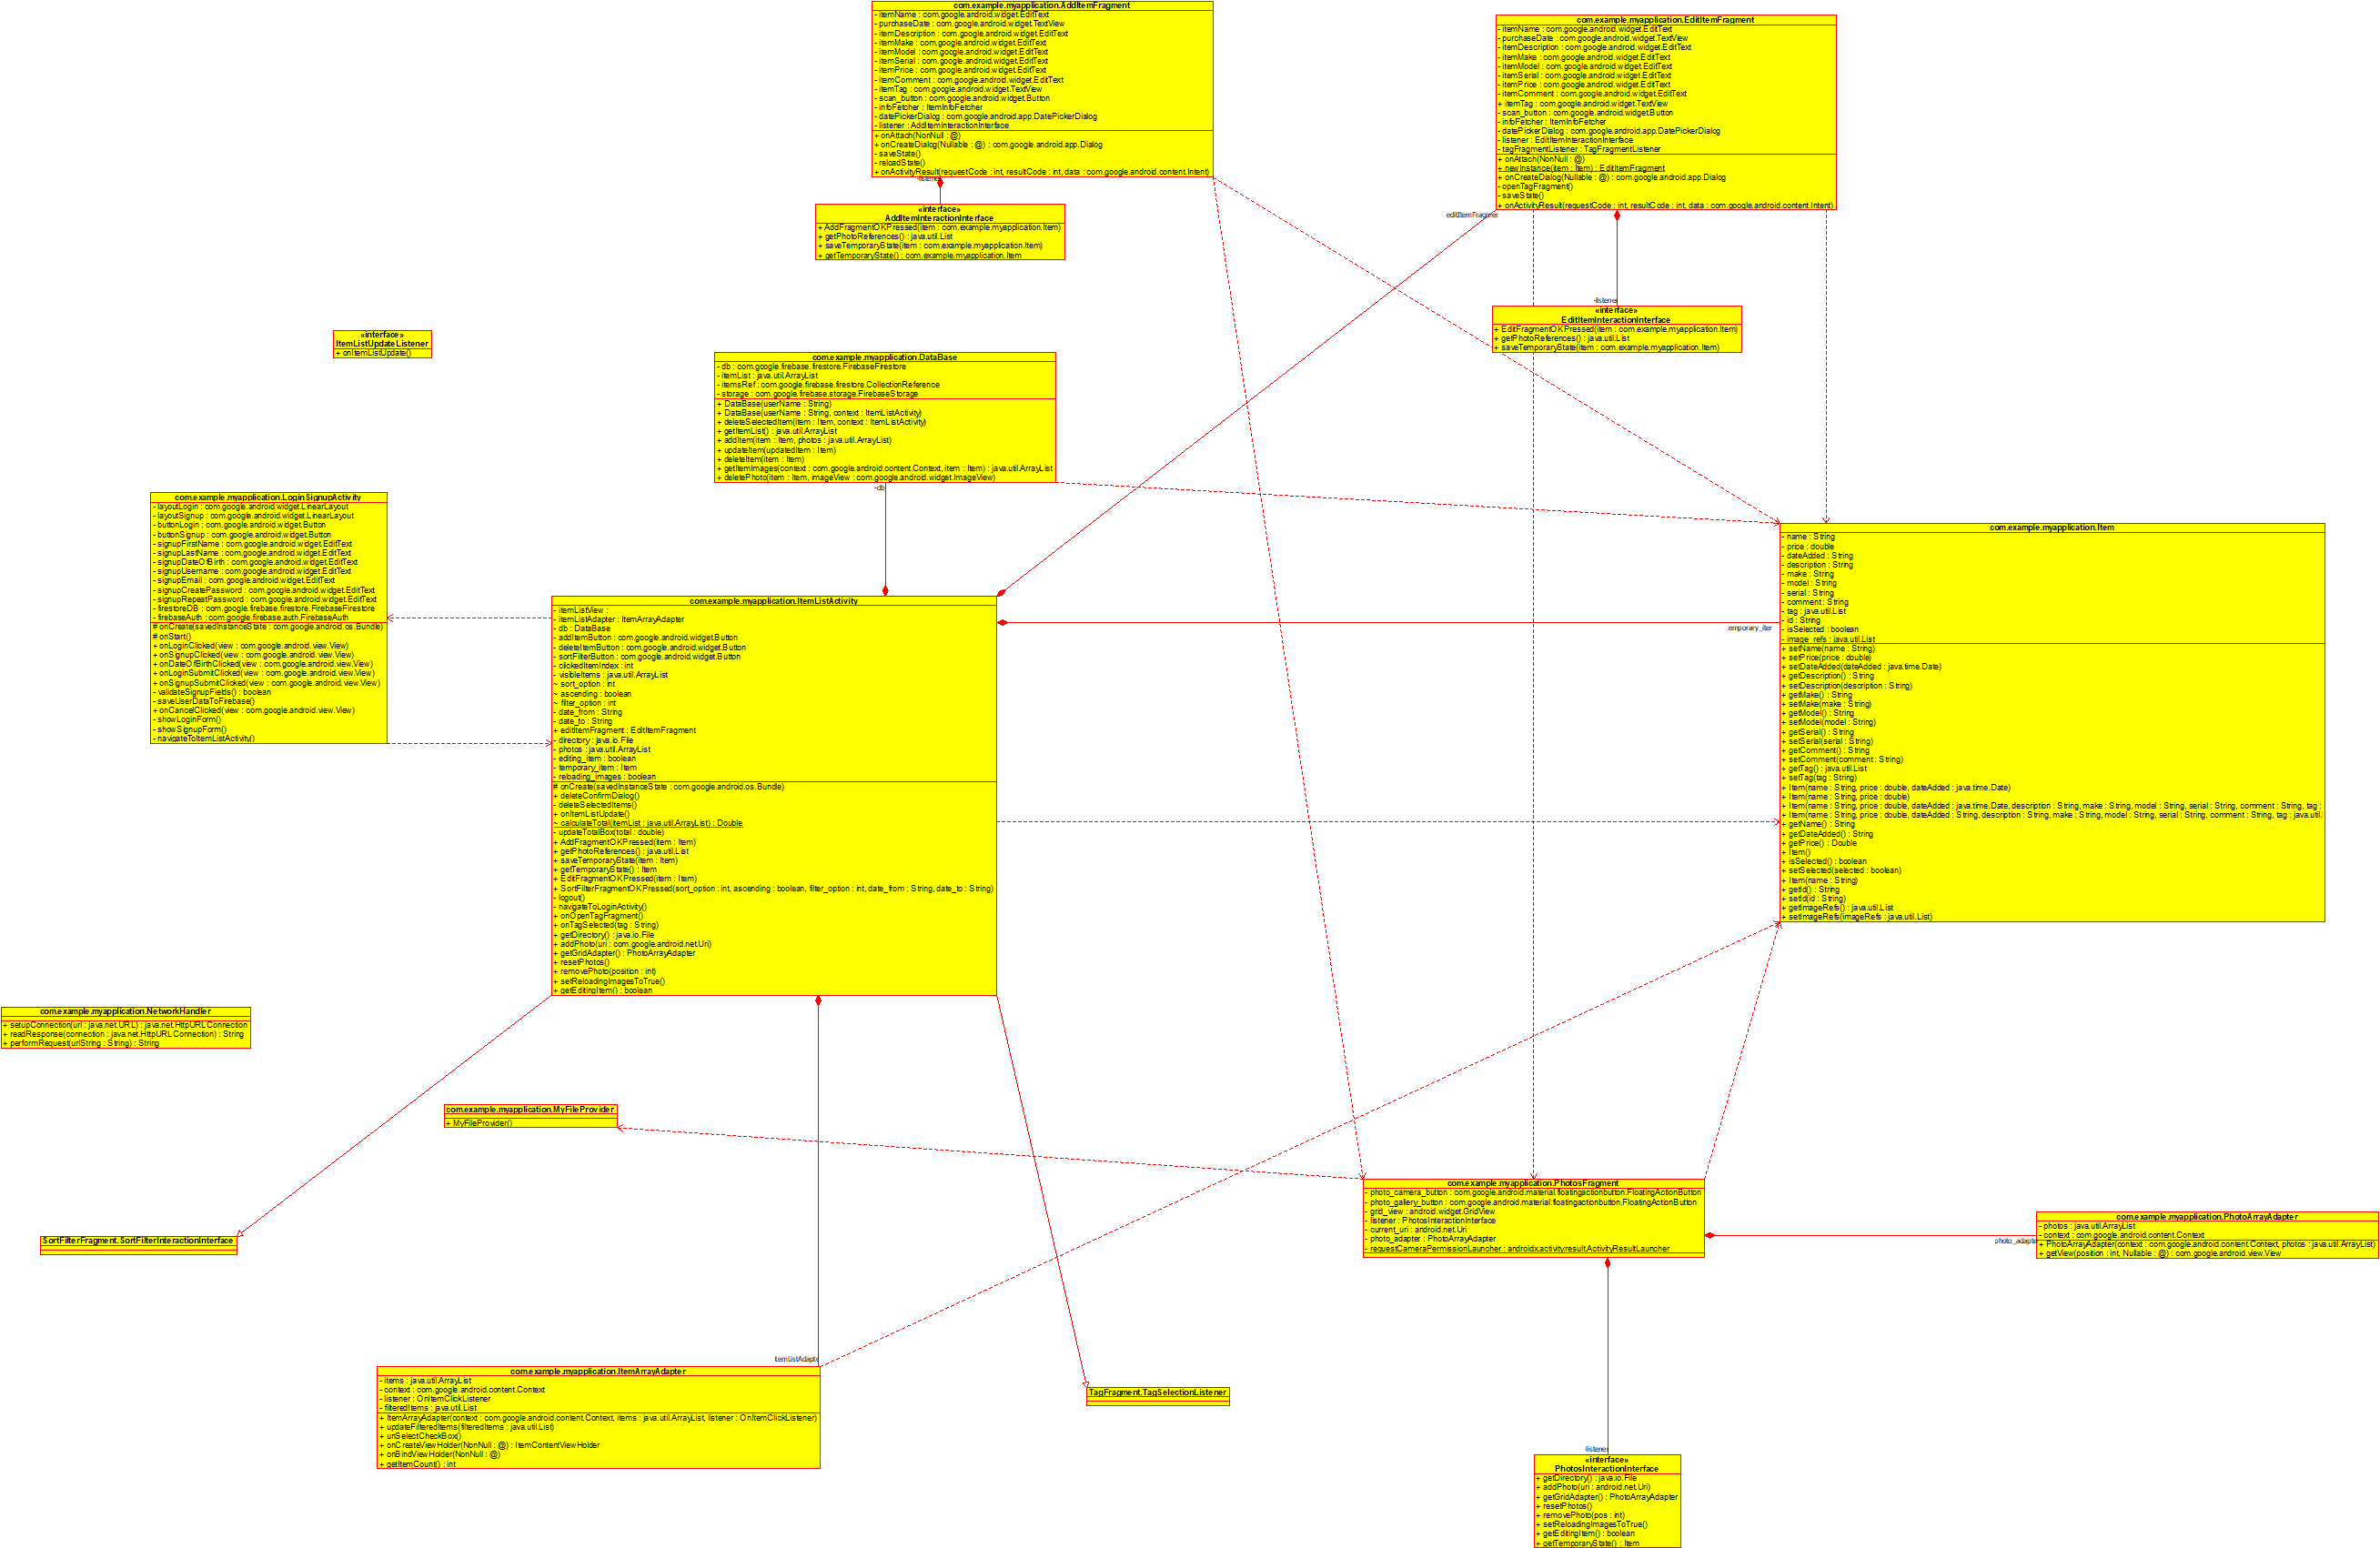 com.example.myapplication.AddItemFragment
- itemName : com.google.android.widget.EditText
- purchaseDate : com.google.android.widget.TextView
- itemDescription : com.google.android.widget.EditText
- itemMake : com.google.android.widget.EditText
- itemModel : com.google.android.widget.EditText
- itemSerial : com.google.android.widget.EditText
- itemPrice : com.google.android.widget.EditText
- itemComment : com.google.android.widget.EditText
- itemTag : com.google.android.widget.TextView
- scan_button : com.google.android.widget.Button
- infoFetcher : ItemInfoFetcher
- datePickerDialog : com.google.android.app.DatePickerDialog
- listener : AddItemInteractionInterface
+ onAttach(NonNull : @)
+ onCreateDialog(Nullable : @) : com.google.android.app.Dialog
- saveState()
- reloadState()
+ onActivityResult(requestCode : int, resultCode : int, data : com.google.android.content.Intent)
-listener
«interface»
AddItemInteractionInterface
+ AddFragmentOKPressed(item : com.example.myapplication.Item)
+ getPhotoReferences() : java.util.List
+ saveTemporaryState(item : com.example.myapplication.Item)
+ getTemporaryState() : com.example.myapplication.Item
com.example.myapplication.EditItemFragment
- itemName : com.google.android.widget.EditText
- purchaseDate : com.google.android.widget.TextView
- itemDescription : com.google.android.widget.EditText
- itemMake : com.google.android.widget.EditText
- itemModel : com.google.android.widget.EditText
- itemSerial : com.google.android.widget.EditText
- itemPrice : com.google.android.widget.EditText
- itemComment : com.google.android.widget.EditText
+ itemTag : com.google.android.widget.TextView
- scan_button : com.google.android.widget.Button
- infoFetcher : ItemInfoFetcher
- datePickerDialog : com.google.android.app.DatePickerDialog
- listener : EditItemInteractionInterface
- tagFragmentListener : TagFragmentListener
+ onAttach(NonNull : @)
+ newInstance(item : Item) : EditItemFragment
+ onCreateDialog(Nullable : @) : com.google.android.app.Dialog
- openTagFragment()
- saveState()
+ onActivityResult(requestCode : int, resultCode : int, data : com.google.android.content.Intent)
editItemFragmer
-listener
«interface»
EditItemInteractionInterface
+ EditFragmentOKPressed(item : com.example.myapplication.Item)
+ getPhotoReferences() : java.util.List
+ saveTemporaryState(item : com.example.myapplication.Item)
«interface»
ItemListUpdateListener
+ onItemListUpdate()
com.example.myapplication.DataBase
- db : com.google.firebase.firestore.FirebaseFirestore
- itemList : java.util.ArrayList
- itemsRef : com.google.firebase.firestore.CollectionReference
- storage : com.google.firebase.storage.FirebaseStorage
+ DataBase(userName : String)
+ DataBase(userName : String, context : ItemListActivity)
+ deleteSelectedItem(item : Item, context : ItemListActivity)
+ getItemList() : java.util.ArrayList
+ addItem(item : Item, photos : java.util.ArrayList)
+ updateItem(updatedItem : Item)
+ deleteItem(item : Item)
+ getItemImages(context : com.google.android.content.Context, item : Item) : java.util.ArrayList
+ deletePhoto(item : Item, imageView : com.google.android.widget.ImageView)
-db
com.example.myapplication.LoginSignupActivity
- layoutLogin : com.google.android.widget.LinearLayout
- layoutSignup : com.google.android.widget.LinearLayout
- buttonLogin : com.google.android.widget.Button
- buttonSignup : com.google.android.widget.Button
- signupFirstName : com.google.android.widget.EditText
- signupLastName : com.google.android.widget.EditText
- signupDateOfBirth : com.google.android.widget.EditText
- signupUsername : com.google.android.widget.EditText
- signupEmail : com.google.android.widget.EditText
- signupCreatePassword : com.google.android.widget.EditText
- signupRepeatPassword : com.google.android.widget.EditText
- firestoreDB : com.google.firebase.firestore.FirebaseFirestore
- firebaseAuth : com.google.firebase.auth.FirebaseAuth
# onCreate(savedInstanceState : com.google.android.os.Bundle)
# onStart()
+ onLoginClicked(view : com.google.android.view.View)
+ onSignupClicked(view : com.google.android.view.View)
+ onDateOfBirthClicked(view : com.google.android.view.View)
+ onLoginSubmitClicked(view : com.google.android.view.View)
+ onSignupSubmitClicked(view : com.google.android.view.View)
- validateSignupFields() : boolean
- saveUserDataToFirebase()
+ onCancelClicked(view : com.google.android.view.View)
- showLoginForm()
- showSignupForm()
- navigateToItemListActivity()
com.example.myapplication.ItemListActivity
- itemListView :
- itemListAdapter : ItemArrayAdapter
- db : DataBase
- addItemButton : com.google.android.widget.Button
- deleteItemButton : com.google.android.widget.Button
- sortFilterButton : com.google.android.widget.Button
- clickedItemIndex : int
- visibleItems : java.util.ArrayList
~ sort_option : int
~ ascending : boolean
~ filter_option : int
- date_from : String
- date_to : String
+ editItemFragment : EditItemFragment
- directory : java.io.File
- photos : java.util.ArrayList
- editing_item : boolean
- temporary_item : Item
- reloading_images : boolean
# onCreate(savedInstanceState : com.google.android.os.Bundle)
+ deleteConfirmDialog()
- deleteSelectedItems()
+ onItemListUpdate()
~ calculateTotal(itemList : java.util.ArrayList) : Double
- updateTotalBox(total : double)
+ AddFragmentOKPressed(item : Item)
+ getPhotoReferences() : java.util.List
+ saveTemporaryState(item : Item)
+ getTemporaryState() : Item
+ EditFragmentOKPressed(item : Item)
+ SortFilterFragmentOKPressed(sort_option : int, ascending : boolean, filter_option : int, date_from : String, date_to : String)
- logout()
- navigateToLoginActivity()
+ onOpenTagFragment()
+ onTagSelected(tag : String)
+ getDirectory() : java.io.File
+ addPhoto(uri : com.google.android.net.Uri)
+ getGridAdapter() : PhotoArrayAdapter
+ resetPhotos()
+ removePhoto(position : int)
+ setReloadingImagesToTrue()
+ getEditingItem() : boolean
temporary_iter
com.example.myapplication.Item
- name : String
- price : double
- dateAdded : String
- description : String
- make : String
- model : String
- serial : String
- comment : String
- tag : java.util.List
- id : String
- isSelected : boolean
- image_refs : java.util.List
+ setName(name : String)
+ setPrice(price : double)
+ setDateAdded(dateAdded : java.time.Date)
+ getDescription() : String
+ setDescription(description : String)
+ getMake() : String
+ setMake(make : String)
+ getModel() : String
+ setModel(model : String)
+ getSerial() : String
+ setSerial(serial : String)
+ getComment() : String
+ setComment(comment : String)
+ getTag() : java.util.List
+ setTag(tag : String)
+ Item(name : String, price : double, dateAdded : java.time.Date)
+ Item(name : String, price : double)
+ Item(name : String, price : double, dateAdded : java.time.Date, description : String, make : String, model : String, serial : String, comment : String, tag :
+ Item(name : String, price : double, dateAdded : String, description : String, make : String, model : String, serial : String, comment : String, tag : java.util.
+ getName() : String
+ getDateAdded() : String
+ getPrice() : Double
+ Item()
+ isSelected() : boolean
+ setSelected(selected : boolean)
+ Item(name : String)
+ getId() : String
+ setId(id : String)
+ getImageRefs() : java.util.List
+ setImageRefs(imageRefs : java.util.List)
com.example.myapplication.NetworkHandler
+ setupConnection(url : java.net.URL) : java.net.HttpURLConnection
+ readResponse(connection : java.net.HttpURLConnection) : String
+ performRequest(urlString : String) : String
com.example.myapplication.MyFileProvider
+ MyFileProvider()
com.example.myapplication.PhotosFragment
- photo_camera_button : com.google.android.material.floatingactionbutton.FloatingActionButton
- photo_gallery_button : com.google.android.material.floatingactionbutton.FloatingActionButton
- grid_view : android.widget.GridView
- listener : PhotosInteractionInterface
- current_uri : android.net.Uri
- photo_adapter : PhotoArrayAdapter
- requestCameraPermissionLauncher : androidx.activity.result.ActivityResultLauncher
photo_adapte
com.example.myapplication.PhotoArrayAdapter
- photos : java.util.ArrayList
- context : com.google.android.content.Context
+ PhotoArrayAdapter(context : com.google.android.content.Context, photos : java.util.ArrayList)
+ getView(position : int, Nullable : @) : com.google.android.view.View
SortFilterFragment.SortFilterInteractionInterface
itemListAdapte
com.example.myapplication.ItemArrayAdapter
- items : java.util.ArrayList
- context : com.google.android.content.Context
- listener : OnItemClickListener
- filteredItems : java.util.List
+ ItemArrayAdapter(context : com.google.android.content.Context, items : java.util.ArrayList, listener : OnItemClickListener)
+ updateFilteredItems(filteredItems : java.util.List)
+ unSelectCheckBox()
+ onCreateViewHolder(NonNull : @) : ItemContentViewHolder
+ onBindViewHolder(NonNull : @)
+ getItemCount() : int
TagFragment.TagSelectionListener
-listener
«interface»
PhotosInteractionInterface
+ getDirectory() : java.io.File
+ addPhoto(uri : android.net.Uri)
+ getGridAdapter() : PhotoArrayAdapter
+ resetPhotos()
+ removePhoto(pos : int)
+ setReloadingImagesToTrue()
+ getEditingItem() : boolean
+ getTemporaryState() : Item